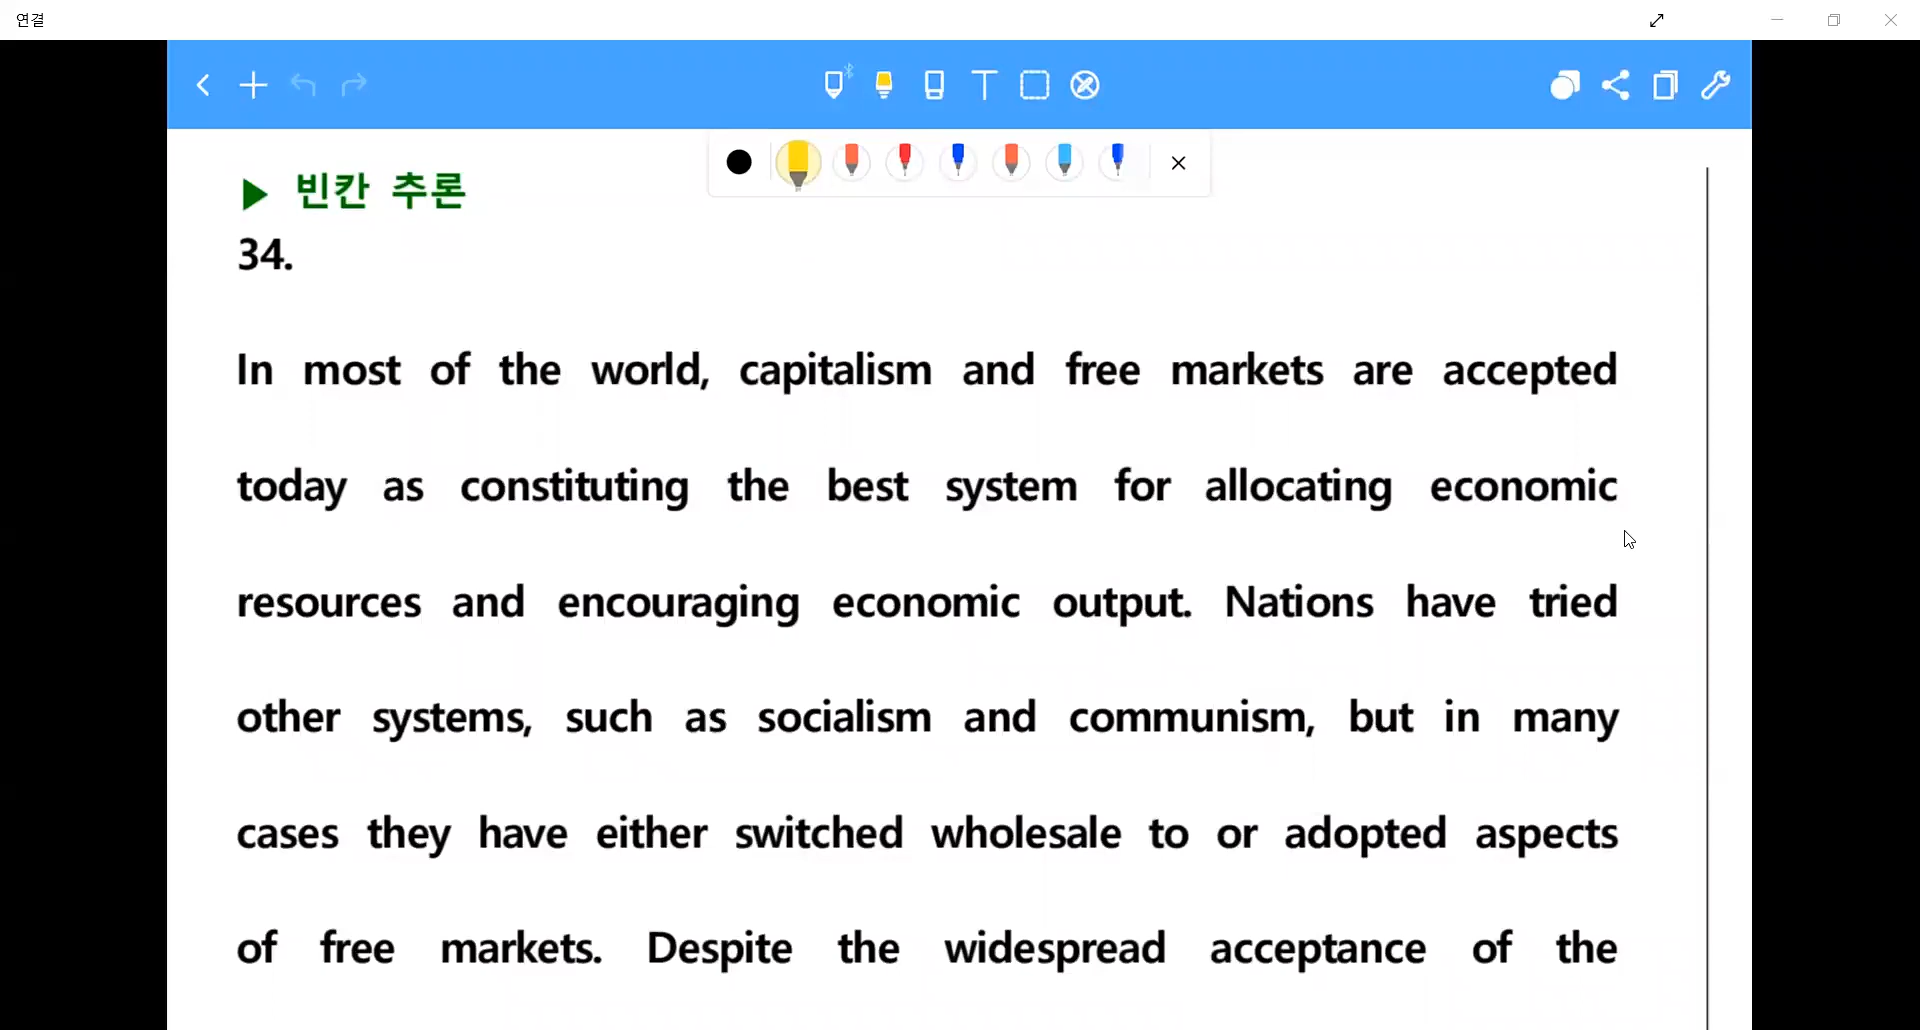 연결
▶ 빈칸 추론
34.
In most of the world, capitalism and free markets are accepted
today as constituting the best system for allocating economic
resources and encouraging economic output. Nations have tried
other systems, such as socialism and communism, but in many
cases they have either switched wholesale to or adopted aspects
of free markets. Despite the widespread acceptance of the